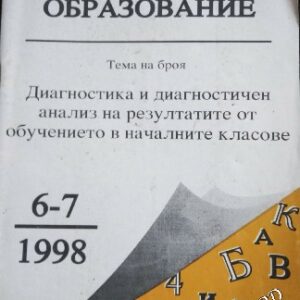 ОБРАЗОВАНИЕ
Тема на броя
Диагностика и диагностичен
анализ на резултатите от
обучението в началните класове
6-7
1998
К
А
Б
В
4
и